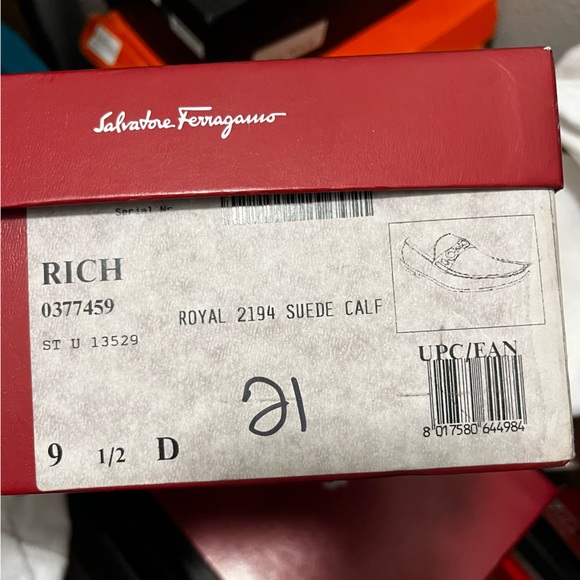 Salvatore Ferragamo
Serial Nr
RICH
0377459
ROYAL 2194 SUEDE CALF
ST U 13529
UPC/EAN
8 017580 644984
21
9 1/2 D